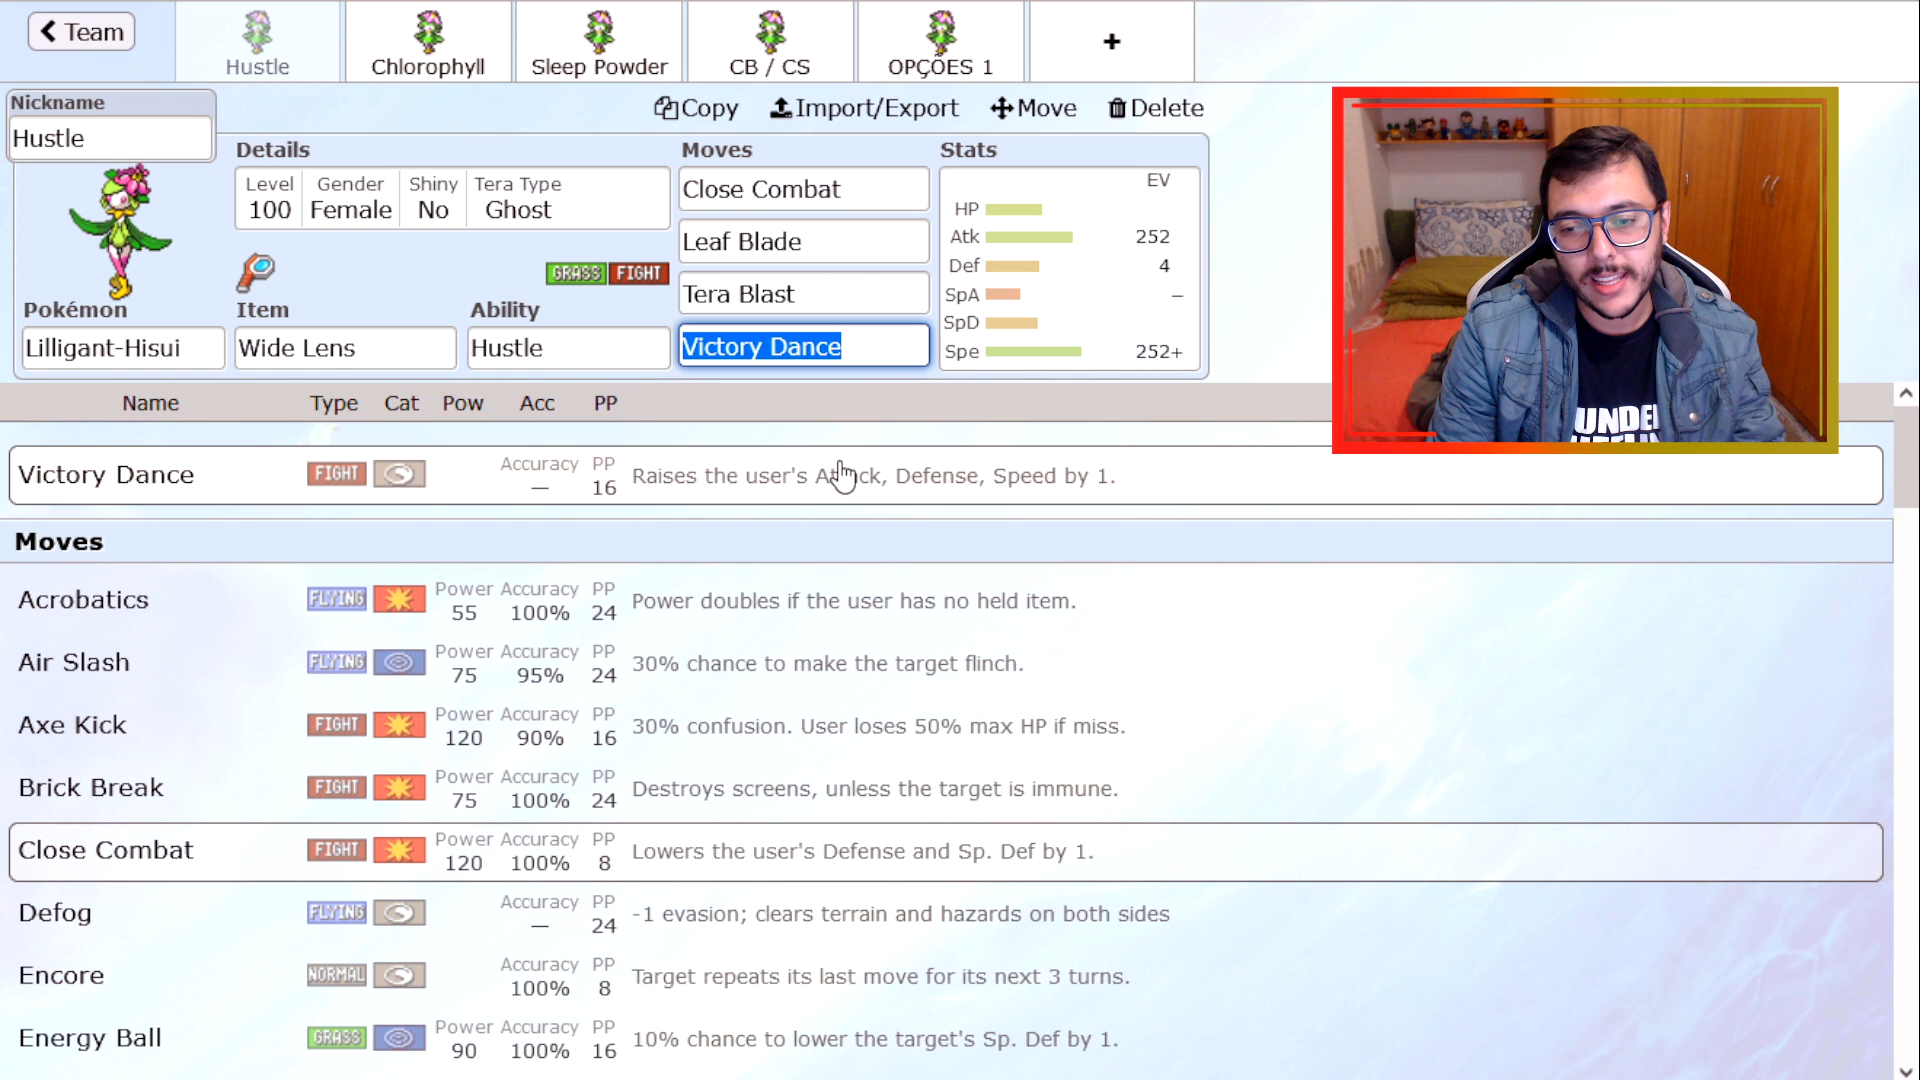 Team
Hustle
Chlorophyll
Sleep Powder
CB / CS
OPÇÕES 1
+
Nickname
Hustle
Copy
Import/Export
Move
Delete
Details
Moves
Stats
Level
100
Gender
Female
Shiny
No
Tera Type
Ghost
Close Combat
Leaf Blade
Tera Blast
Victory Dance
EV
HP
Atk 252
Def 4
SpA –
SpD
Spe 252+
GRASS FIGHT
Pokémon
Lilligant-Hisui
Item
Wide Lens
Ability
Hustle
UNDER
Name Type Cat Pow Acc PP
Victory Dance FIGHT Accuracy — PP 16 Raises the user's Attack, Defense, Speed by 1.
Moves
Acrobatics FLYING Power 55 Accuracy 100% PP 24 Power doubles if the user has no held item.
Air Slash FLYING Power 75 Accuracy 95% PP 24 30% chance to make the target flinch.
Axe Kick FIGHT Power 120 Accuracy 90% PP 16 30% confusion. User loses 50% max HP if miss.
Brick Break FIGHT Power 75 Accuracy 100% PP 24 Destroys screens, unless the target is immune.
Close Combat FIGHT Power 120 Accuracy 100% PP 8 Lowers the user's Defense and Sp. Def by 1.
Defog FLYING Accuracy — PP 24 -1 evasion; clears terrain and hazards on both sides
Encore NORMAL Accuracy 100% PP 8 Target repeats its last move for its next 3 turns.
Energy Ball GRASS Power 90 Accuracy 100% PP 16 10% chance to lower the target's Sp. Def by 1.